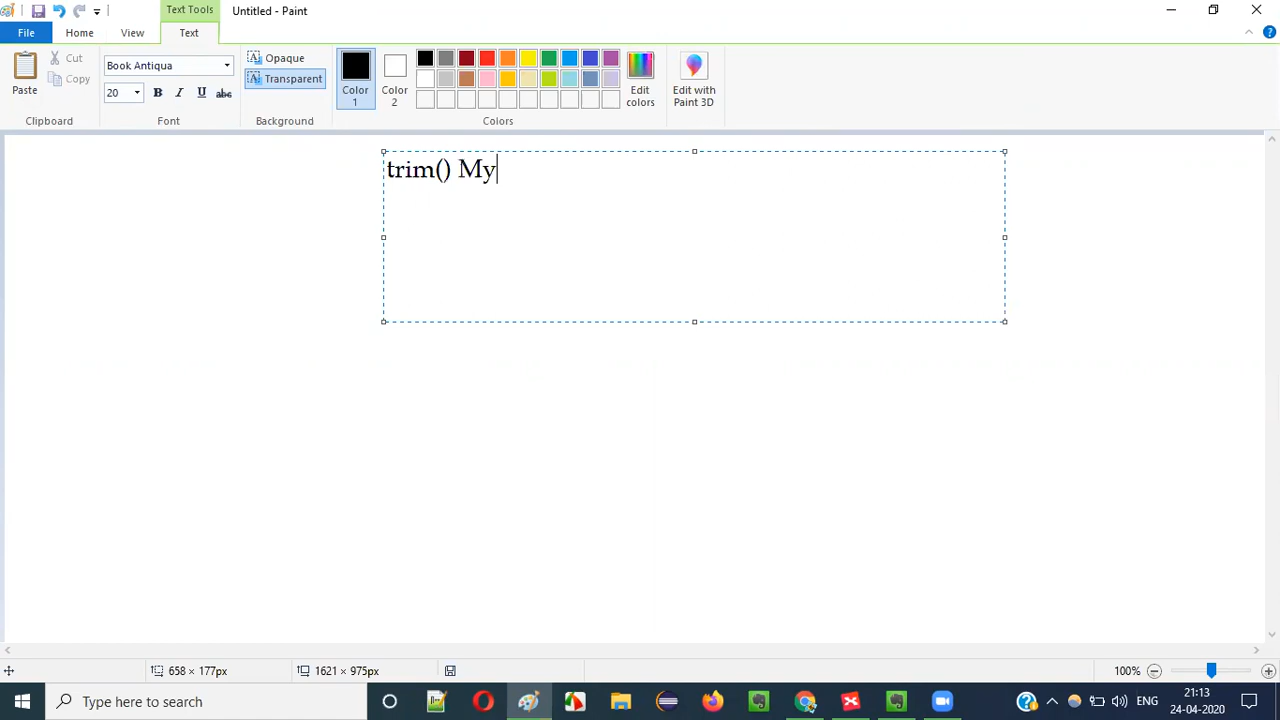 Text Tools
Untitled - Paint
File
Home
View
Text
Paste
Cut
Copy
Clipboard
Book Antiqua
20
B
I
U
abc
Font
Opaque
Transparent
Background
Color
1
Color
2
Edit
colors
Colors
Edit with
Paint 3D
trim() My
658 × 177px
1621 × 975px
100%
Type here to search
ENG
21:13
24-04-2020